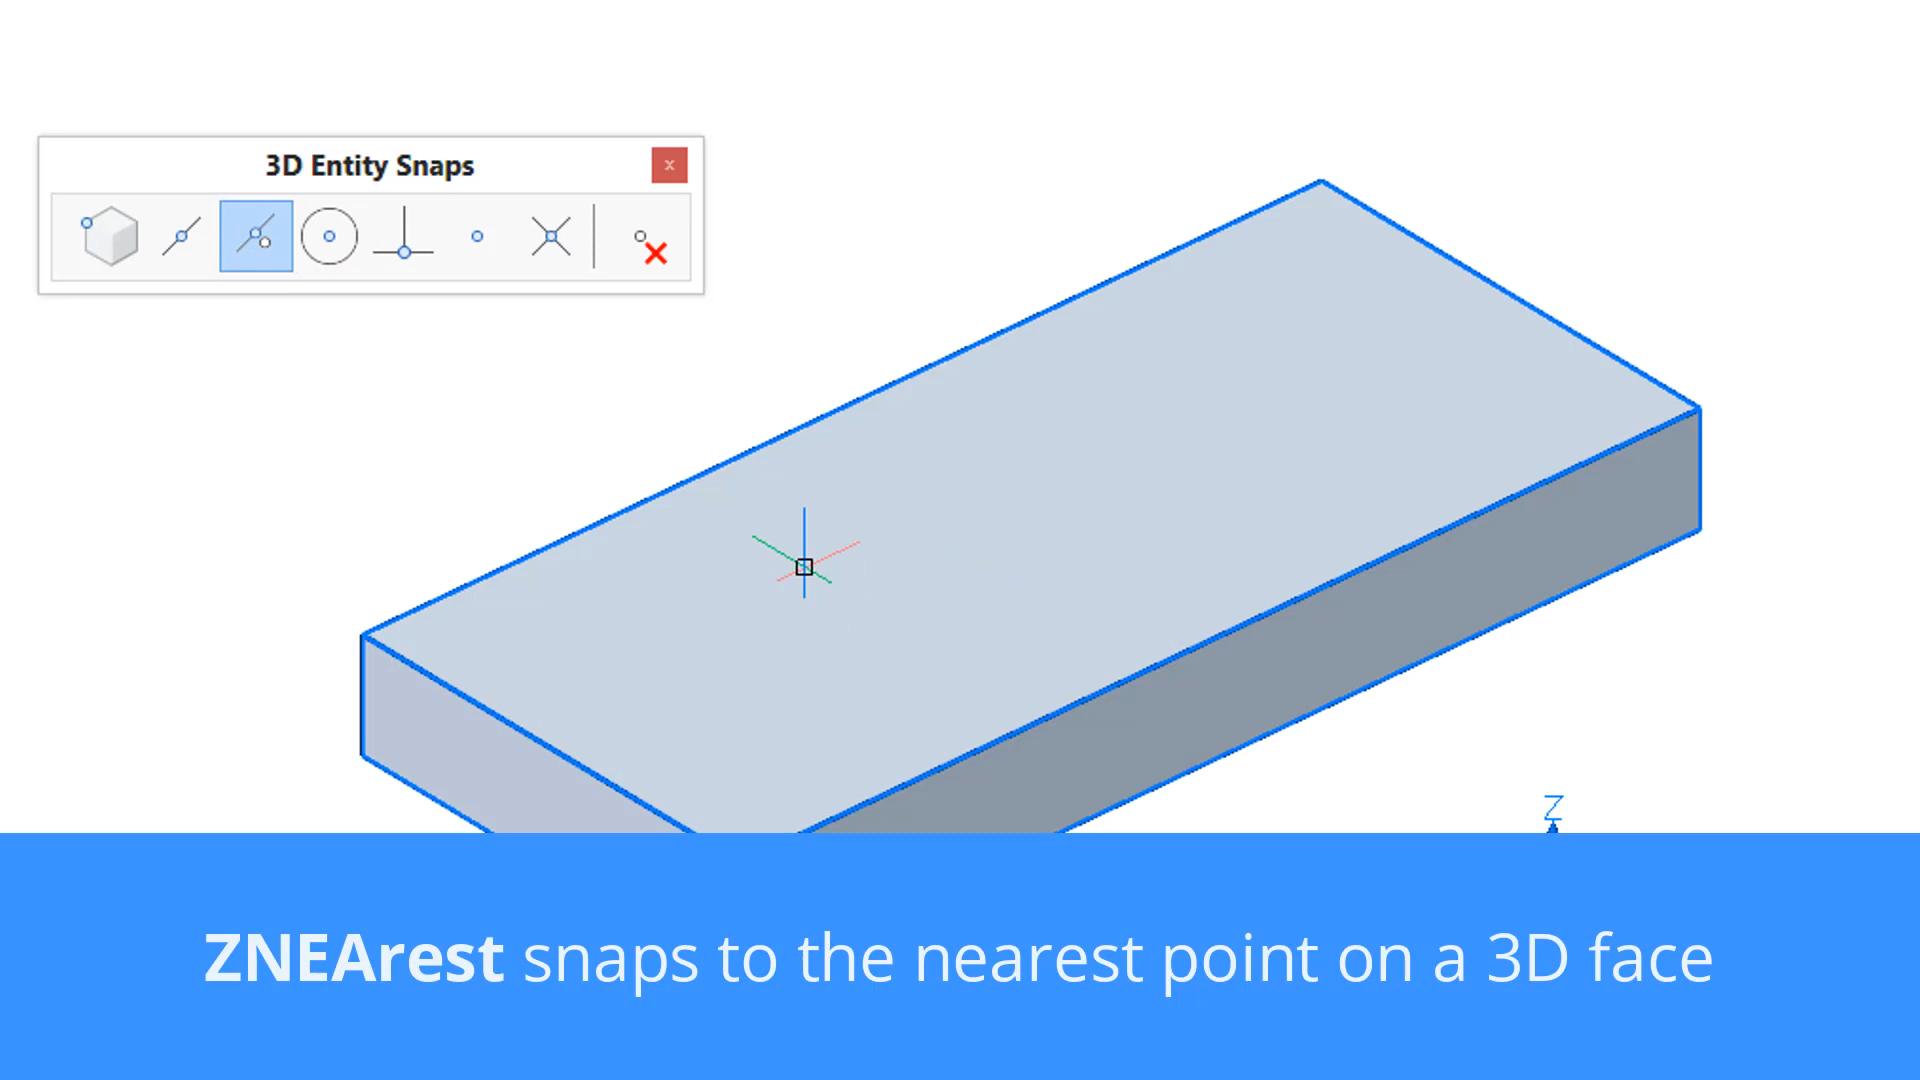 3D Entity Snaps
x
Z
ZNEArest snaps to the nearest point on a 3D face